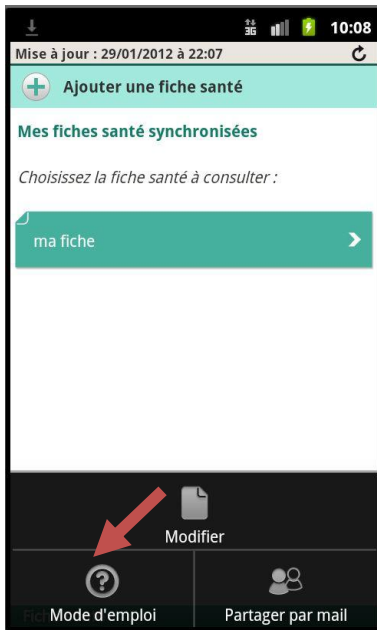 3G 10:08
Mise à jour : 29/01/2012 à 22:07
Ajouter une fiche santé
Mes fiches santé synchronisées
Choisissez la fiche santé à consulter :
ma fiche
Modifier
Mode d'emploi Partager par mail